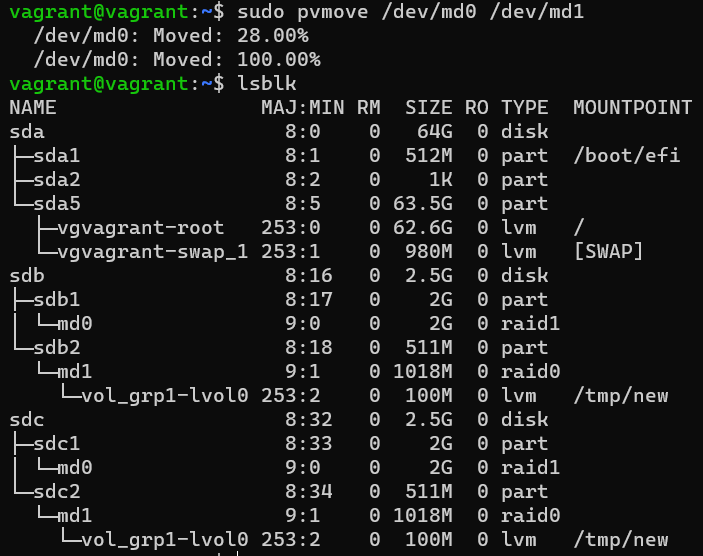 vagrant@vagrant:~$ sudo pvmove /dev/md0 /dev/md1
  /dev/md0: Moved: 28.00%
  /dev/md0: Moved: 100.00%
vagrant@vagrant:~$ lsblk
NAME                 MAJ:MIN RM  SIZE RO TYPE  MOUNTPOINT
sda                    8:0    0   64G  0 disk
├─sda1                 8:1    0  512M  0 part  /boot/efi
├─sda2                 8:2    0    1K  0 part
└─sda5                 8:5    0 63.5G  0 part
  ├─vgvagrant-root   253:0    0 62.6G  0 lvm   /
  └─vgvagrant-swap_1 253:1    0  980M  0 lvm   [SWAP]
sdb                    8:16   0  2.5G  0 disk
├─sdb1                 8:17   0    2G  0 part
│ └─md0                9:0    0    2G  0 raid1
└─sdb2                 8:18   0  511M  0 part
  └─md1                9:1    0 1018M  0 raid0
    └─vol_grp1-lvol0 253:2    0  100M  0 lvm   /tmp/new
sdc                    8:32   0  2.5G  0 disk
├─sdc1                 8:33   0    2G  0 part
│ └─md0                9:0    0    2G  0 raid1
└─sdc2                 8:34   0  511M  0 part
  └─md1                9:1    0 1018M  0 raid0
    └─vol_grp1-lvol0 253:2    0  100M  0 lvm   /tmp/new